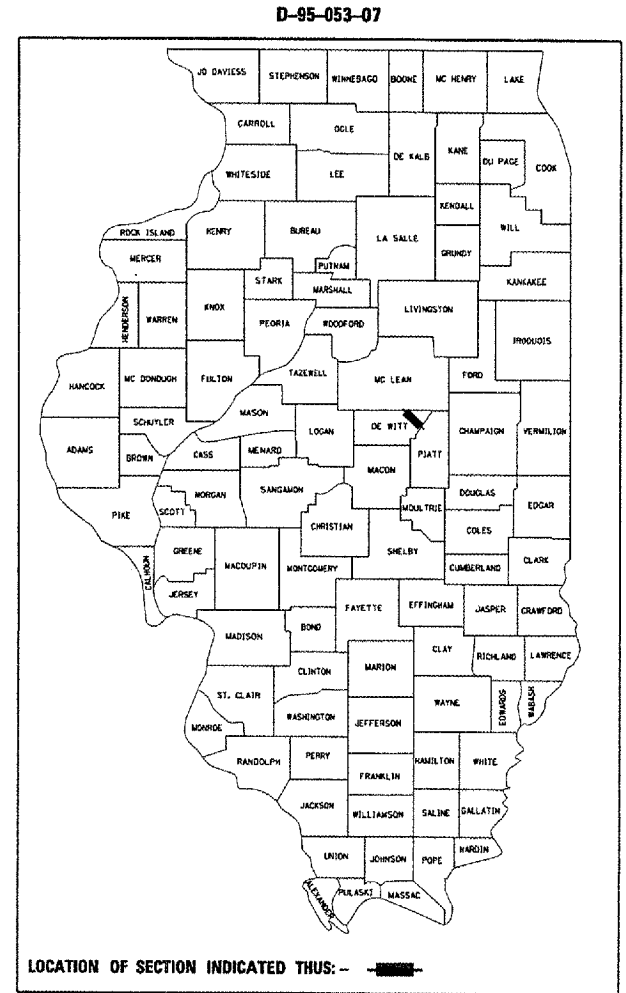 D-95-053-07
JO DAVIESS STEPHENSON WINNEBAGO BOONE MC HENRY LAKE
CARROLL OGLE DE KALB KANE DU PAGE COOK
WHITESIDE LEE KENDALL WILL
ROCK ISLAND HENRY BUREAU LA SALLE GRUNDY
MERCER PUTNAM KANKAKEE
STARK MARSHALL
HENDERSON WARREN KNOX PEORIA WOODFORD LIVINGSTON IROQUOIS
HANCOCK MC DONOUGH FULTON TAZEWELL MC LEAN FORD
MASON
SCHUYLER LOGAN DE WITT CHAMPAIGN VERMILION
ADAMS BROWN CASS MENARD MACON PIATT
MORGAN SANGAMON DOUGLAS EDGAR
PIKE SCOTT CHRISTIAN MOULTRIE COLES
GREENE MACOUPIN MONTGOMERY SHELBY CUMBERLAND CLARK
CALHOUN JERSEY FAYETTE EFFINGHAM JASPER CRAWFORD
MADISON BOND CLAY RICHLAND LAWRENCE
CLINTON MARION
ST. CLAIR WAYNE EDWARDS WABASH
MONROE WASHINGTON JEFFERSON
RANDOLPH PERRY FRANKLIN HAMILTON WHITE
JACKSON WILLIAMSON SALINE GALLATIN
UNION JOHNSON POPE HARDIN
ALEXANDER PULASKI MASSAC
LOCATION OF SECTION INDICATED THUS: -